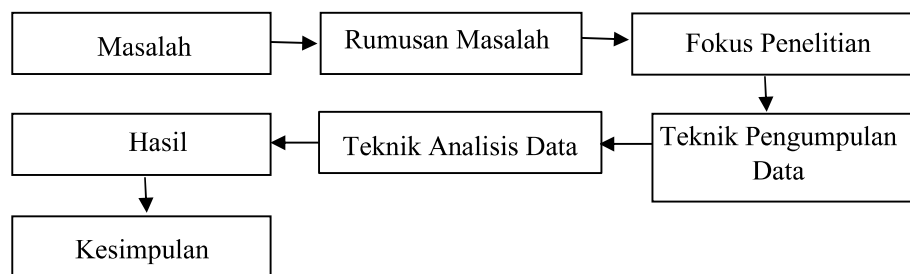 Masalah
Rumusan Masalah
Fokus Penelitian
Teknik Pengumpulan
Data
Teknik Analisis Data
Hasil
Kesimpulan